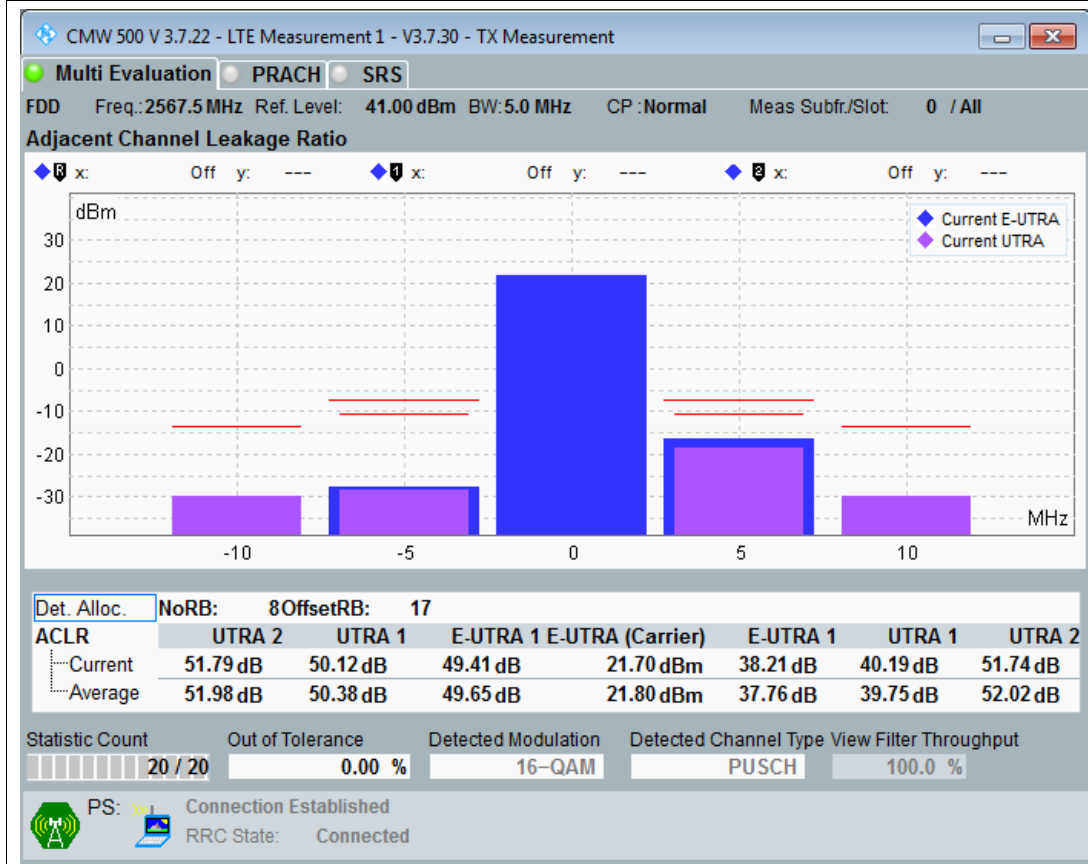 CMW 500 V 3.7.22 - LTE Measurement 1 - V3.7.30 - TX Measurement
Multi Evaluation PRACH SRS
FDD Freq.: 2567.5 MHz Ref. Level: 41.00 dBm BW: 5.0 MHz CP : Normal Meas Subfr./Slot: 0 / All
Adjacent Channel Leakage Ratio
R x: Off y: --- 1 x: Off y: --- 2 x: Off y: ---
dBm
Current E-UTRA
Current UTRA
30
20
10
0
-10
-20
-30
MHz
-10 -5 0 5 10
Det. Alloc. NoRB: 8 OffsetRB: 17
ACLR UTRA 2 UTRA 1 E-UTRA 1 E-UTRA (Carrier) E-UTRA 1 UTRA 1 UTRA 2
Current 51.79 dB 50.12 dB 49.41 dB 21.70 dBm 38.21 dB 40.19 dB 51.74 dB
Average 51.98 dB 50.38 dB 49.65 dB 21.80 dBm 37.76 dB 39.75 dB 52.02 dB
Statistic Count Out of Tolerance Detected Modulation Detected Channel Type View Filter Throughput
20 / 20 0.00 % 16-QAM PUSCH 100.0 %
PS: Connection Established
RRC State: Connected